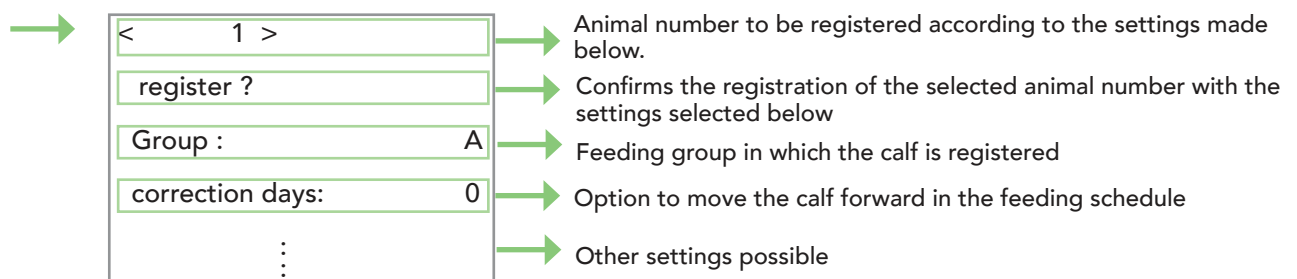 <        1  >
Animal number to be registered according to the settings made
below.
register ?
Confirms the registration of the selected animal number with the
settings selected below
Group :                    A
Feeding group in which the calf is registered
correction days:           0
Option to move the calf forward in the feeding schedule
Other settings possible